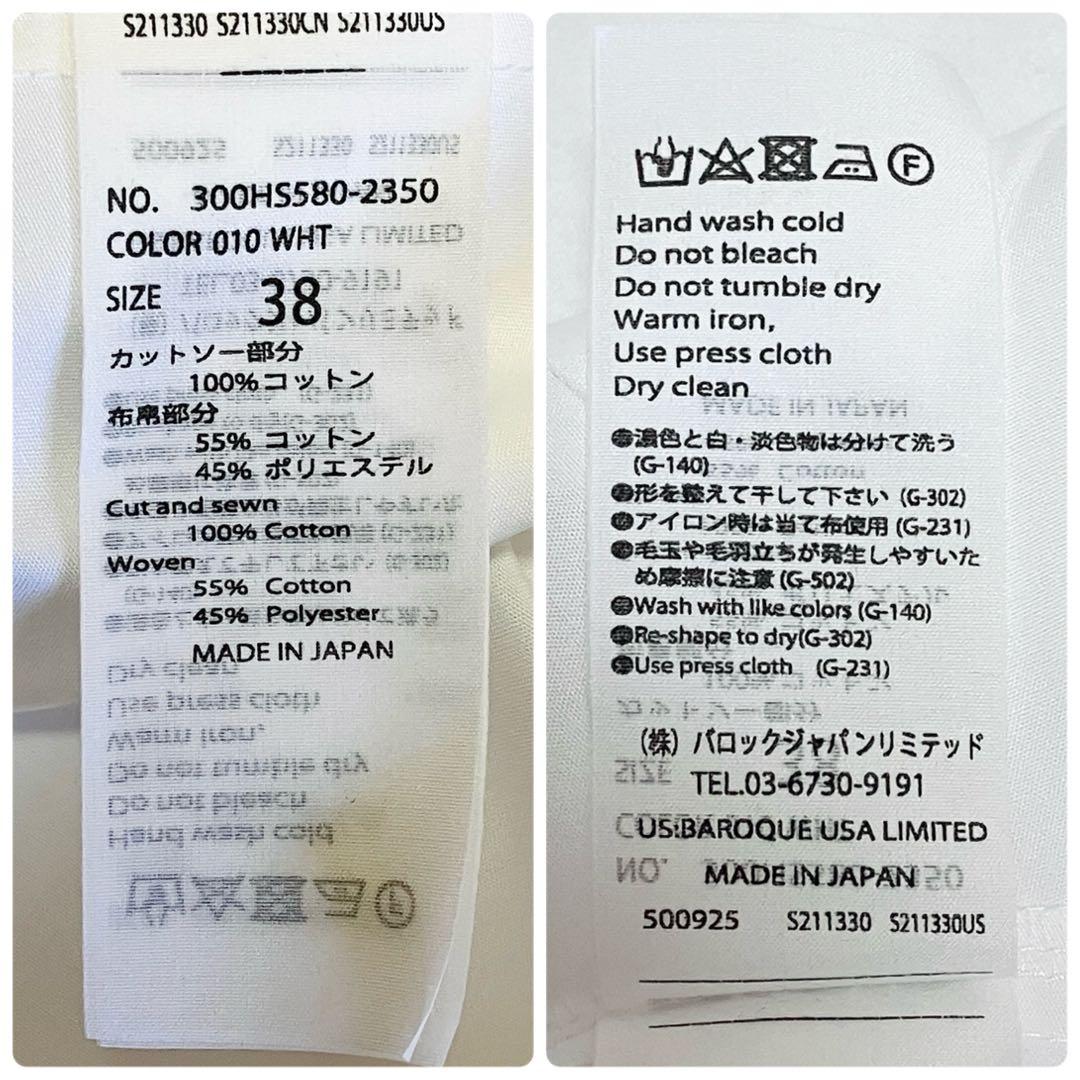 S211330 S211330CN S211330US
NO. 300HS580-2350
COLOR 010 WHT
SIZE 38
カットソー部分
100%コットン
布帛部分
55% コットン
45% ポリエステル
Cut and sewn
100% Cotton
Woven
55% Cotton
45% Polyester
MADE IN JAPAN
F
Hand wash cold
Do not bleach
Do not tumble dry
Warm iron,
Use press cloth
Dry clean
●濃色と白・淡色物は分けて洗う
(G-140)
●形を整えて干して下さい (G-302)
●アイロン時は当て布使用 (G-231)
●毛玉や毛羽立ちが発生しやすいた
め摩擦に注意 (G-502)
●Wash with like colors (G-140)
●Re-shape to dry(G-302)
●Use press cloth (G-231)
(株) バロックジャパンリミテッド
TEL.03-6730-9191
US:BAROQUE USA LIMITED
MADE IN JAPAN
500925 S211330 S211330US